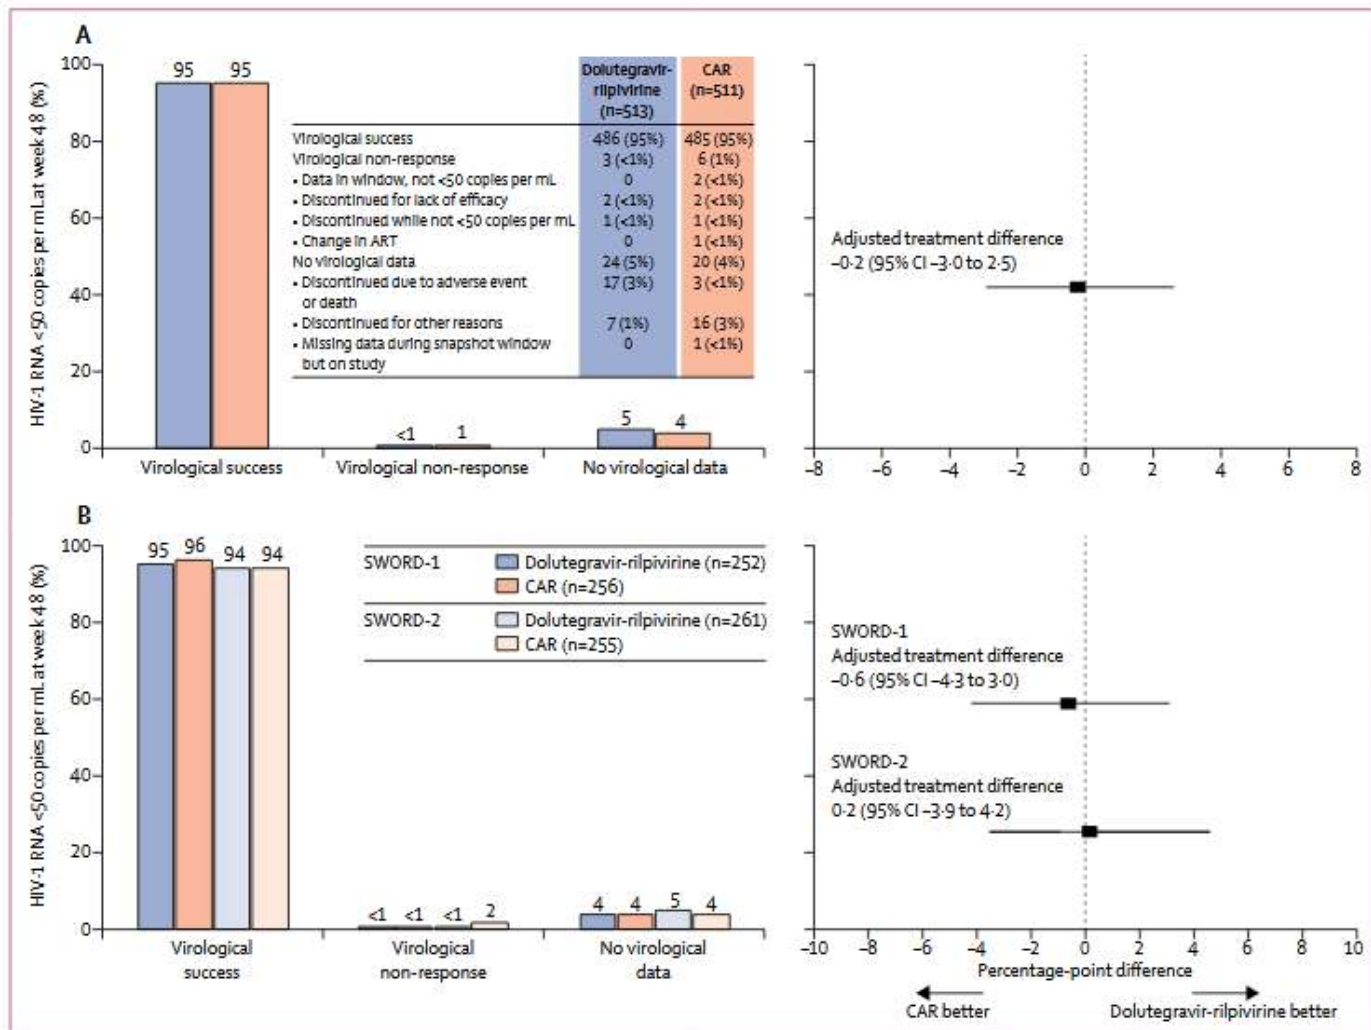 A
HIV-1 RNA <50 copies per mL at week 48 (%)
100
80
60
40
20
0
95 95
<1 1
5 4
Virological success Virological non-response No virological data
Dolutegravir-rilpivirine (n=513) CAR (n=511)
Virological success 486 (95%) 485 (95%)
Virological non-response 3 (<1%) 6 (1%)
• Data in window, not <50 copies per mL 0 2 (<1%)
• Discontinued for lack of efficacy 2 (<1%) 2 (<1%)
• Discontinued while not <50 copies per mL 1 (<1%) 1 (<1%)
• Change in ART 0 1 (<1%)
No virological data 24 (5%) 20 (4%)
• Discontinued due to adverse event 17 (3%) 3 (<1%)
or death
• Discontinued for other reasons 7 (1%) 16 (3%)
• Missing data during snapshot window 0 1 (<1%)
but on study
Adjusted treatment difference
–0·2 (95% CI –3·0 to 2·5)
–8 –6 –4 –2 0 2 4 6 8
B
HIV-1 RNA <50 copies per mL at week 48 (%)
100
80
60
40
20
0
95 96 94 94
<1 <1 <1 2
4 4 5 4
Virological
success
Virological
non-response
No virological
data
SWORD-1 Dolutegravir-rilpivirine (n=252)
CAR (n=256)
SWORD-2 Dolutegravir-rilpivirine (n=261)
CAR (n=255)
SWORD-1
Adjusted treatment difference
–0·6 (95% CI –4·3 to 3·0)
SWORD-2
Adjusted treatment difference
0·2 (95% CI –3·9 to 4·2)
–10 –8 –6 –4 –2 0 2 4 6 8 10
Percentage-point difference
CAR better Dolutegravir-rilpivirine better